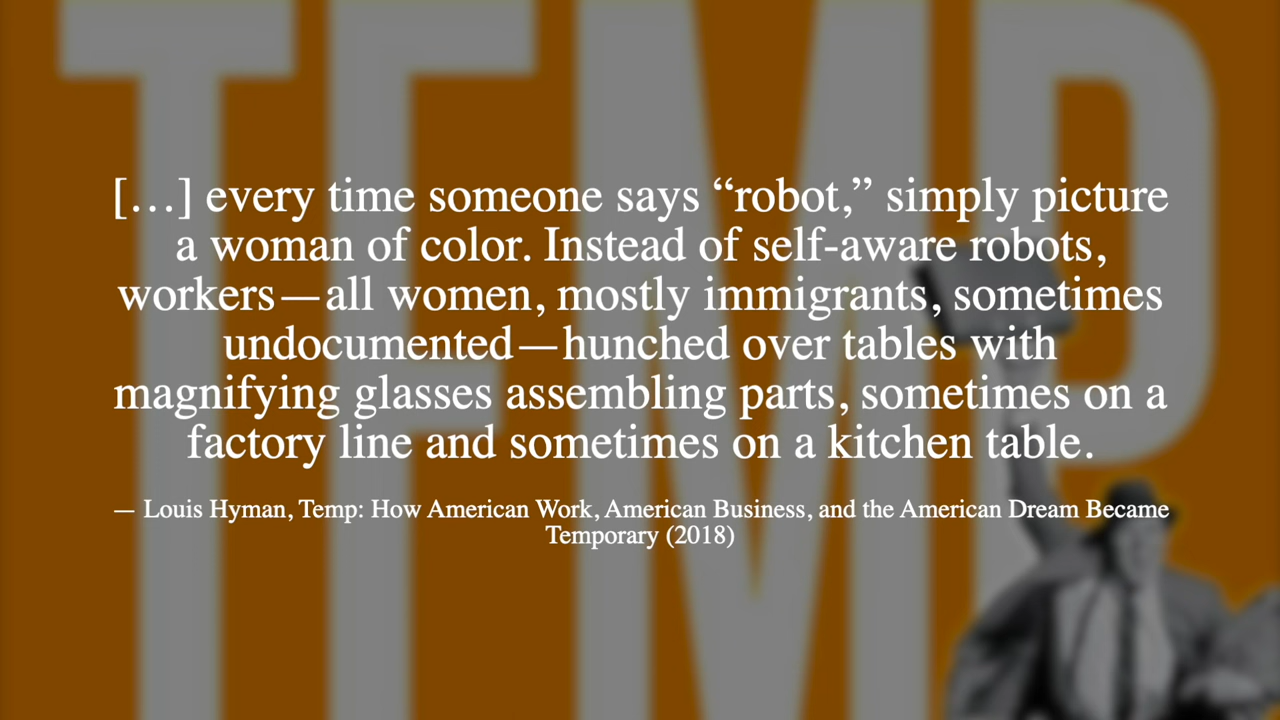 TEMP
[…] every time someone says “robot,” simply picture
a woman of color. Instead of self-aware robots,
workers—all women, mostly immigrants, sometimes
undocumented—hunched over tables with
magnifying glasses assembling parts, sometimes on a
factory line and sometimes on a kitchen table.
— Louis Hyman, Temp: How American Work, American Business, and the American Dream Became
Temporary (2018)